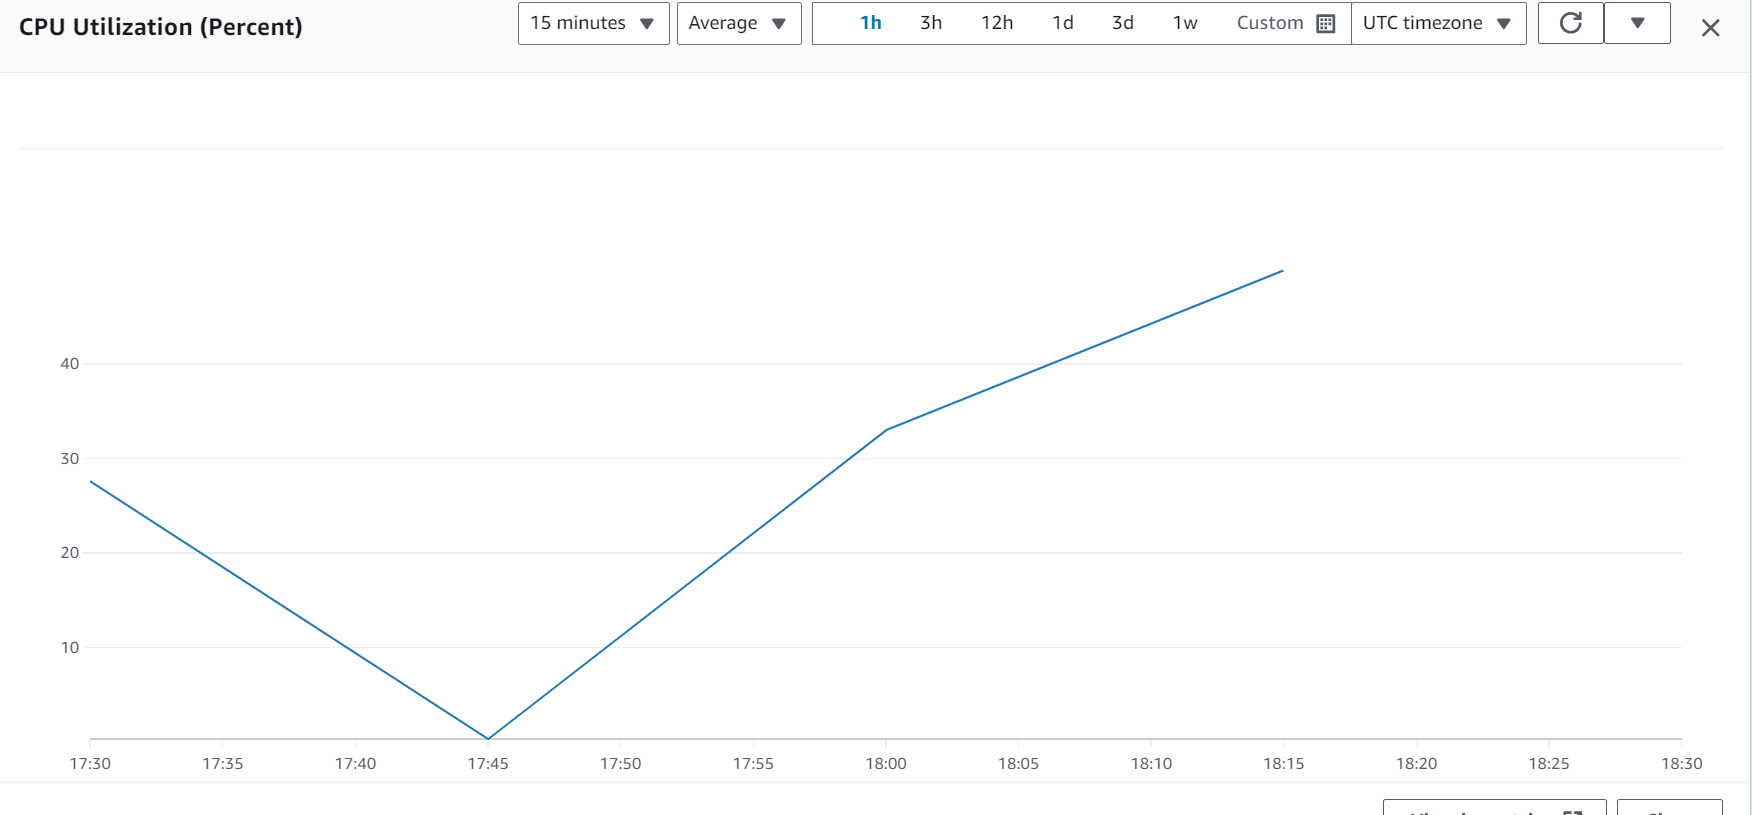 CPU Utilization (Percent)
15 minutes
Average
1h 3h 12h 1d 3d 1w Custom
UTC timezone
40
30
20
10
17:30 17:35 17:40 17:45 17:50 17:55 18:00 18:05 18:10 18:15 18:20 18:25 18:30